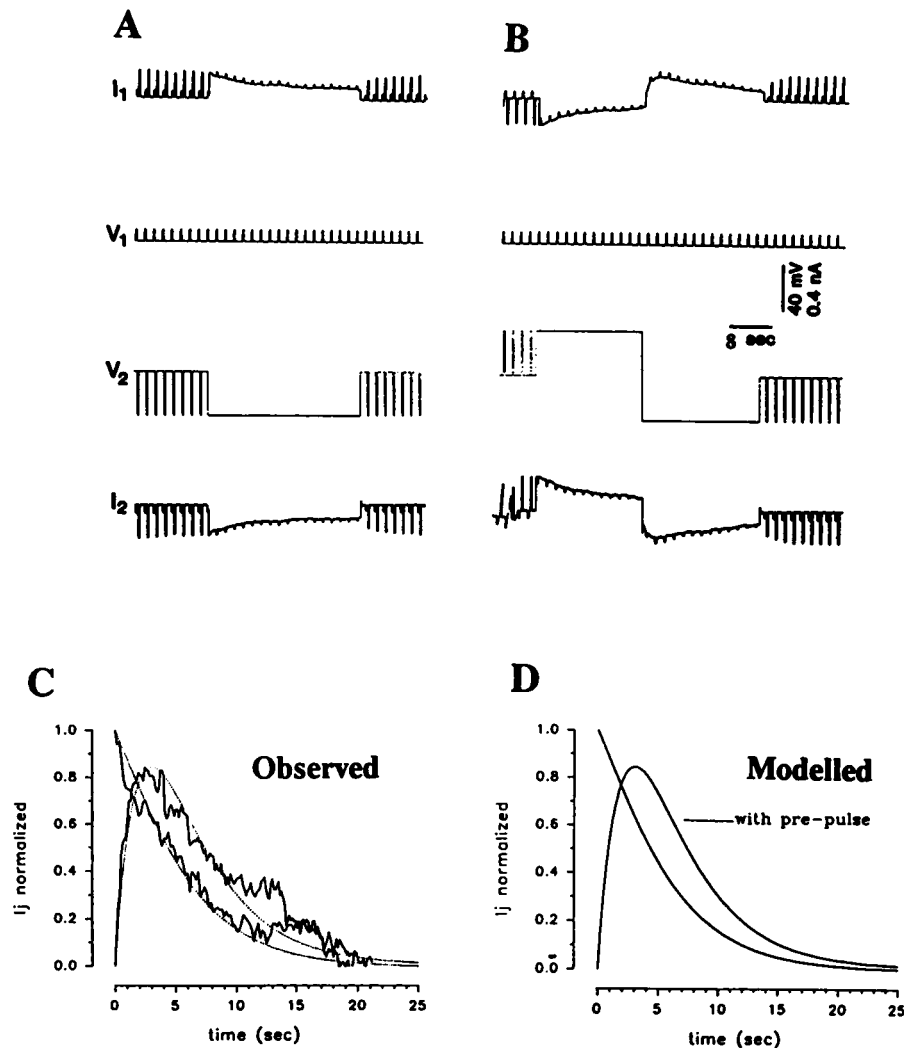 A
B
I1
V1
40 mV
0.4 nA
8 sec
V2
I2
C
D
1.0
0.8
0.6
0.4
0.2
0.0
Ij normalized
Observed
0
5
10
15
20
25
time (sec)
1.0
0.8
0.6
0.4
0.2
0.0
Ij normalized
Modelled
with pre-pulse
0
5
10
15
20
25
time (sec)